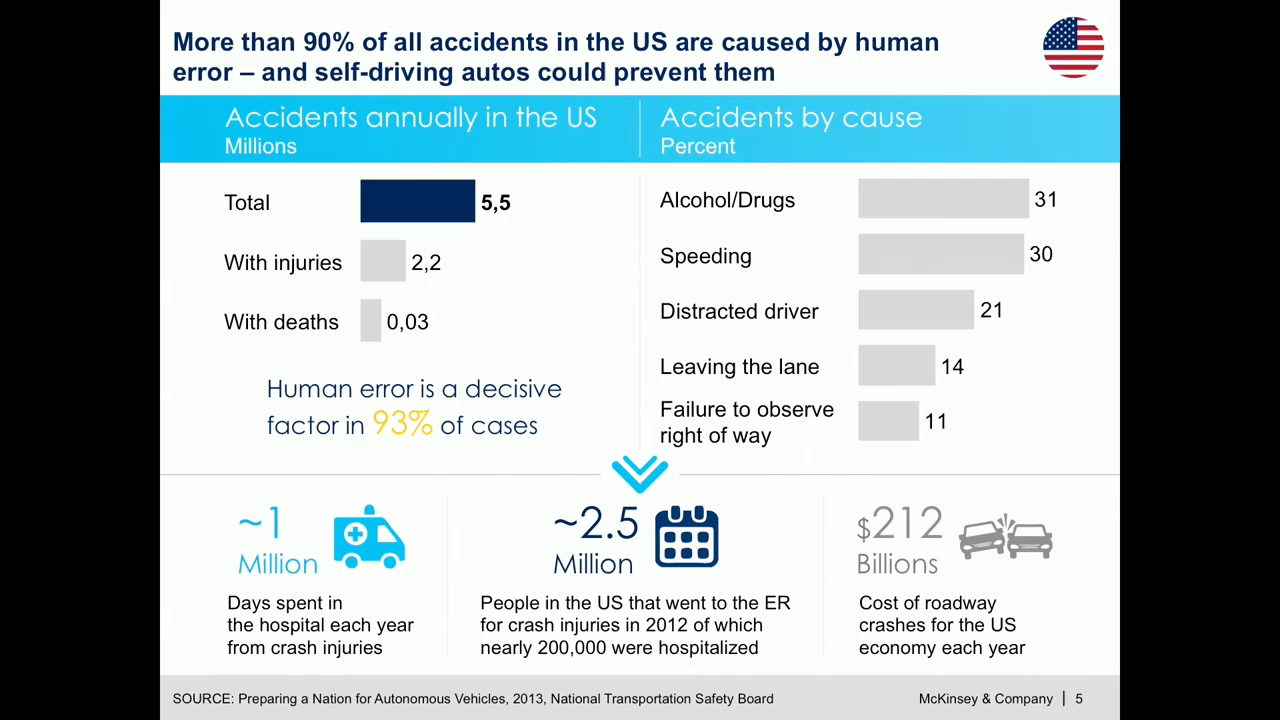 More than 90% of all accidents in the US are caused by human
error – and self-driving autos could prevent them
Accidents annually in the US
Millions
Total 5,5
With injuries 2,2
With deaths 0,03
Human error is a decisive
factor in 93% of cases
Accidents by cause
Percent
Alcohol/Drugs 31
Speeding 30
Distracted driver 21
Leaving the lane 14
Failure to observe
right of way 11
~1
Million
Days spent in
the hospital each year
from crash injuries
~2.5
Million
People in the US that went to the ER
for crash injuries in 2012 of which
nearly 200,000 were hospitalized
$212
Billions
Cost of roadway
crashes for the US
economy each year
SOURCE: Preparing a Nation for Autonomous Vehicles, 2013, National Transportation Safety Board
McKinsey & Company | 5